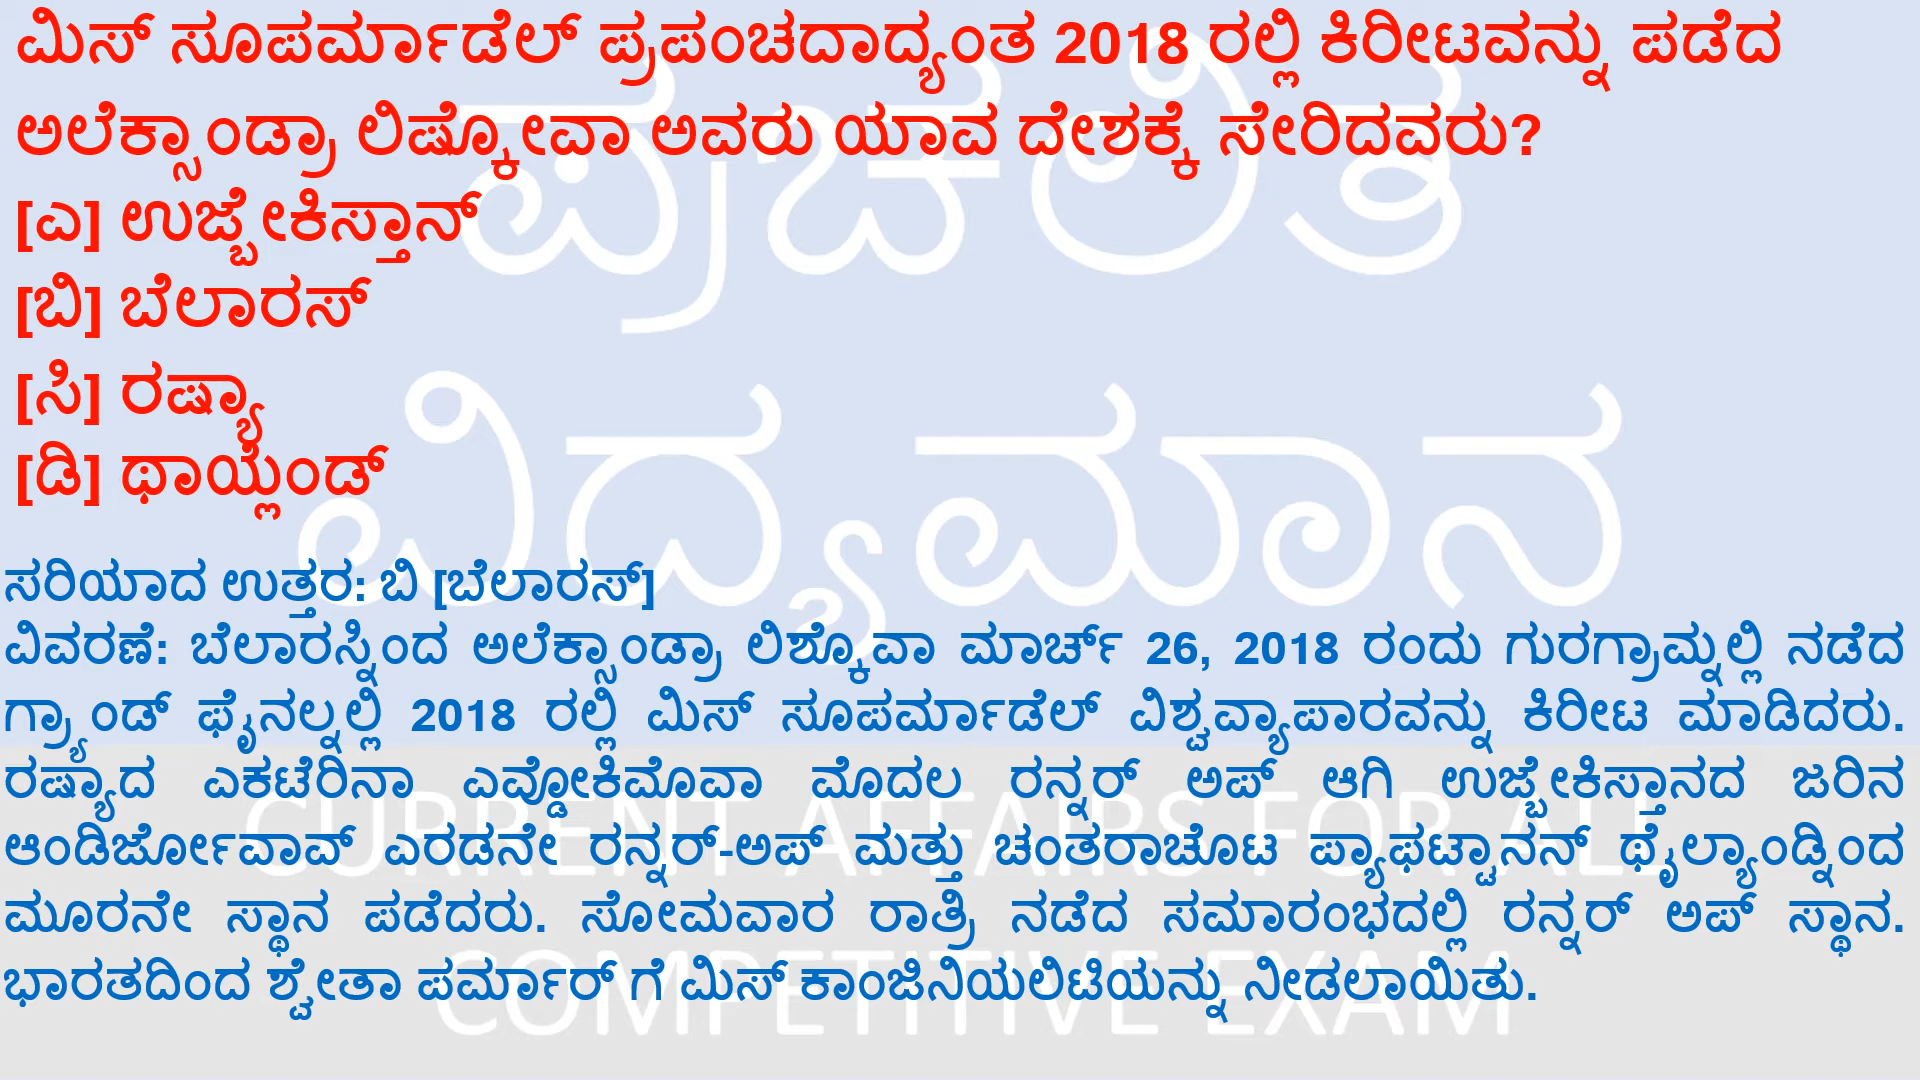 ಮಿಸ್ ಸೂಪರ್ಮಾಡೆಲ್ ಪ್ರಪಂಚದಾದ್ಯಂತ 2018 ರಲ್ಲಿ ಕಿರೀಟವನ್ನು ಪಡೆದ
ಅಲೆಕ್ಸಾಂಡ್ರಾ ಲಿಷ್ಕೋವಾ ಅವರು ಯಾವ ದೇಶಕ್ಕೆ ಸೇರಿದವರು?
[ಎ] ಉಜ್ಬೇಕಿಸ್ತಾನ್
[ಬಿ] ಬೆಲಾರಸ್
[ಸಿ] ರಷ್ಯಾ
[ಡಿ] ಥಾಯ್ಲೆಂಡ್
ಸರಿಯಾದ ಉತ್ತರ: ಬಿ [ಬೆಲಾರಸ್]
ವಿವರಣೆ: ಬೆಲಾರಸ್ನಿಂದ ಅಲೆಕ್ಸಾಂಡ್ರಾ ಲಿಶ್ಕೊವಾ ಮಾರ್ಚ್ 26, 2018 ರಂದು ಗುರಗ್ರಾಮ್ನಲ್ಲಿ ನಡೆದ
ಗ್ರ್ಯಾಂಡ್ ಫೈನಲ್ನಲ್ಲಿ 2018 ರಲ್ಲಿ ಮಿಸ್ ಸೂಪರ್ಮಾಡೆಲ್ ವಿಶ್ವವ್ಯಾಪಾರವನ್ನು ಕಿರೀಟ ಮಾಡಿದರು.
ರಷ್ಯಾದ ಎಕಟೆರಿನಾ ಎವ್ಡೋಕಿಮೊವಾ ಮೊದಲ ರನ್ನರ್ ಅಪ್ ಆಗಿ ಉಜ್ಬೇಕಿಸ್ತಾನದ ಜರಿನ
ಆಂಡಿರ್ಜೋವಾವ್ ಎರಡನೇ ರನ್ನರ್-ಅಪ್ ಮತ್ತು ಚಂತರಾಚೊಟ ಪ್ಯಾಫಟ್ಟಾನನ್ ಥೈಲ್ಯಾಂಡ್ನಿಂದ
ಮೂರನೇ ಸ್ಥಾನ ಪಡೆದರು. ಸೋಮವಾರ ರಾತ್ರಿ ನಡೆದ ಸಮಾರಂಭದಲ್ಲಿ ರನ್ನರ್ ಅಪ್ ಸ್ಥಾನ.
ಭಾರತದಿಂದ ಶ್ವೇತಾ ಪರ್ಮಾರ್ ಗೆ ಮಿಸ್ ಕಾಂಜಿನಿಯಲಿಟಿಯನ್ನು ನೀಡಲಾಯಿತು.
ಪ್ರಚಲಿತ
ವಿದ್ಯಮಾನ
CURRENT AFFAIRS FOR ALL
COMPETITIVE EXAM